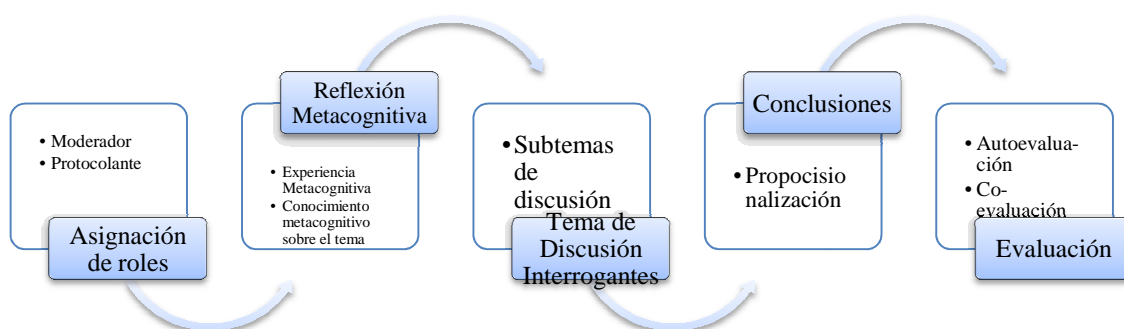 • Moderador
• Protocolante
Asignación
de roles
Reflexión
Metacognitiva
• Experiencia
Metacognitiva
• Conocimiento
metacognitivo
sobre el tema
• Subtemas
de
discusión
Tema de
Discusión
Interrogantes
Conclusiones
• Propocisio
nalización
• Autoevalua-
ción
• Co-
evaluación
Evaluación